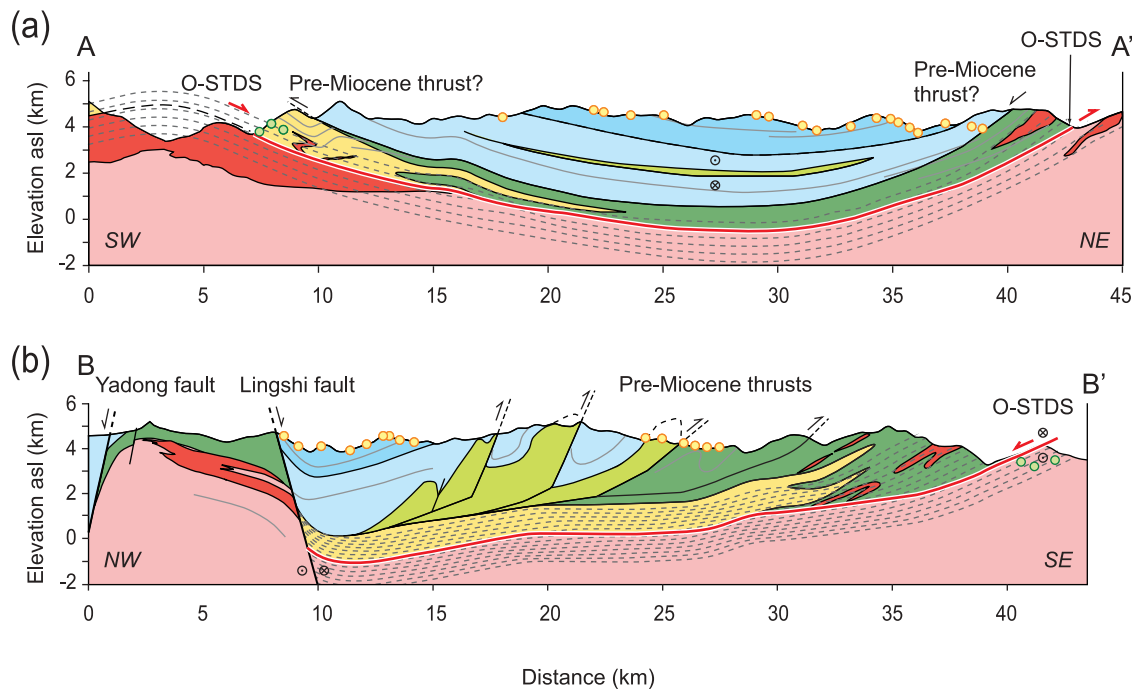 (a)
A
A'
O-STDS
Pre-Miocene thrust?
Pre-Miocene
thrust?
O-STDS
Elevation asl (km)
6
4
2
0
-2
SW
NE
0
5
10
15
20
25
30
35
40
45
(b)
B
B'
Yadong fault
Lingshi fault
Pre-Miocene thrusts
O-STDS
Elevation asl (km)
6
4
2
0
-2
NW
SE
0
5
10
15
20
25
30
35
40
Distance (km)